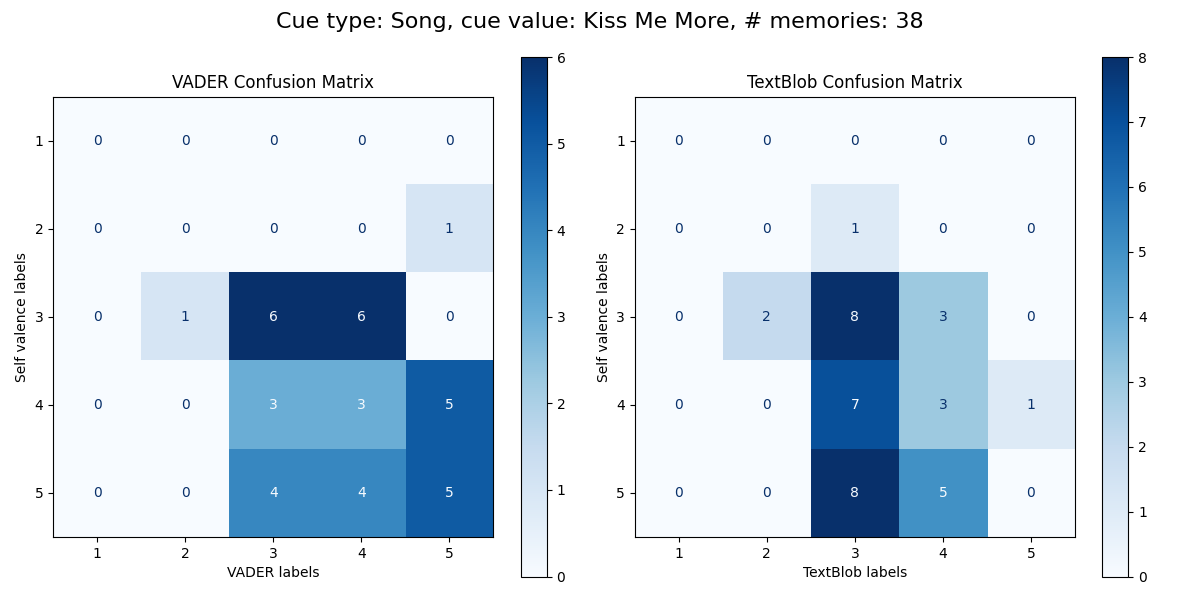 Cue type: Song, cue value: Kiss Me More, # memories: 38
VADER Confusion Matrix
Self valence labels
1 0 0 0 0 0
2 0 0 0 0 1
3 0 1 6 6 0
4 0 0 3 3 5
5 0 0 4 4 5
1 2 3 4 5
VADER labels
6
5
4
3
2
1
0
TextBlob Confusion Matrix
Self valence labels
1 0 0 0 0 0
2 0 0 1 0 0
3 0 2 8 3 0
4 0 0 7 3 1
5 0 0 8 5 0
1 2 3 4 5
TextBlob labels
8
7
6
5
4
3
2
1
0